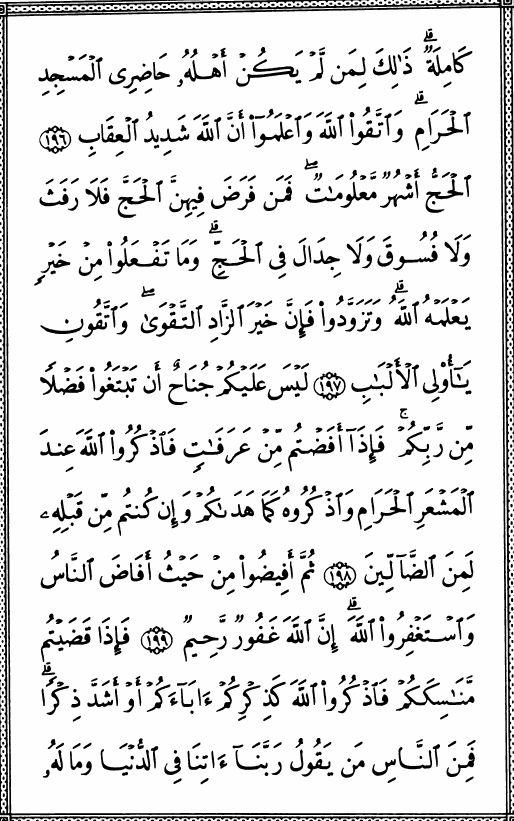 كَامِلَةٌۗ ذَٰلِكَ لِمَن لَّمْ يَكُنْ أَهْلُهُۥ حَاضِرِى ٱلْمَسْجِدِ
ٱلْحَرَامِۗ وَٱتَّقُوا۟ ٱللَّهَ وَٱعْلَمُوٓا۟ أَنَّ ٱللَّهَ شَدِيدُ ٱلْعِقَابِ ١٩٦
ٱلْحَجُّ أَشْهُرٌ مَّعْلُومَـٰتٌۖ فَمَن فَرَضَ فِيهِنَّ ٱلْحَجَّ فَلَا رَفَثَ
وَلَا فُسُوقَ وَلَا جِدَالَ فِى ٱلْحَجِّۗ وَمَا تَفْعَلُوا۟ مِنْ خَيْرٍ
يَعْلَمْهُ ٱللَّهُۗ وَتَزَوَّدُوا۟ فَإِنَّ خَيْرَ ٱلزَّادِ ٱلتَّقْوَىٰۖ وَٱتَّقُونِ
يَـٰٓأُو۟لِى ٱلْأَلْبَـٰبِ ١٩٧ لَيْسَ عَلَيْكُمْ جُنَاحٌ أَن تَبْتَغُوا۟ فَضْلًا
مِّن رَّبِّكُمْۚ فَإِذَآ أَفَضْتُم مِّنْ عَرَفَـٰتٍ فَٱذْكُرُوا۟ ٱللَّهَ عِندَ
ٱلْمَشْعَرِ ٱلْحَرَامِ وَٱذْكُرُوهُ كَمَا هَدَىٰكُمْ وَإِن كُنتُم مِّن قَبْلِهِۦ
لَمِنَ ٱلضَّآلِّينَ ١٩٨ ثُمَّ أَفِيضُوا۟ مِنْ حَيْثُ أَفَاضَ ٱلنَّاسُ
وَٱسْتَغْفِرُوا۟ ٱللَّهَۗ إِنَّ ٱللَّهَ غَفُورٌ رَّحِيمٌ ١٩٩ فَإِذَا قَضَيْتُم
مَّنَـٰسِكَكُمْ فَٱذْكُرُوا۟ ٱللَّهَ كَذِكْرِكُمْ ءَابَآءَكُمْ أَوْ أَشَدَّ ذِكْرًاۗ
فَمِنَ ٱلنَّاسِ مَن يَقُولُ رَبَّنَآ ءَاتِنَا فِى ٱلدُّنْيَا وَمَا لَهُۥ